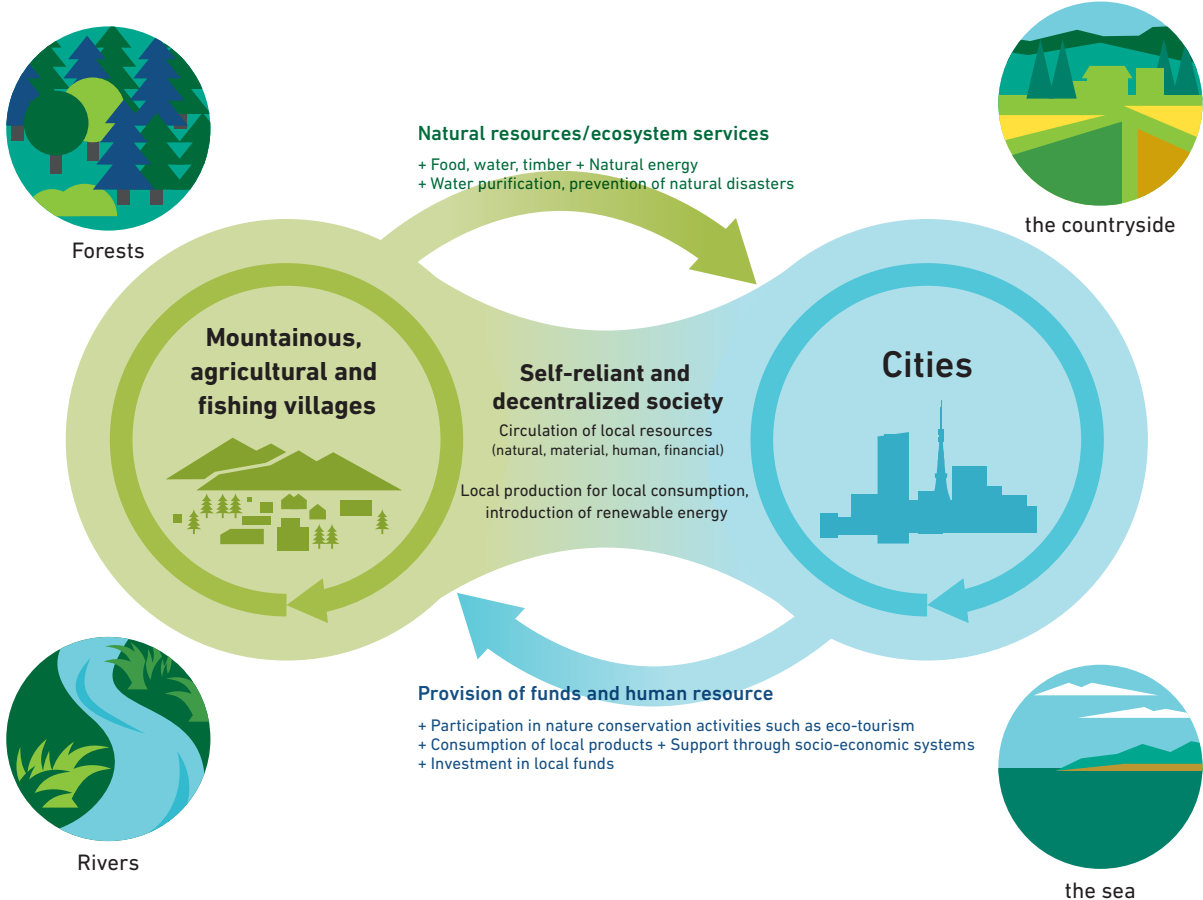 Natural resources/ecosystem services
+ Food, water, timber + Natural energy
+ Water purification, prevention of natural disasters
Forests
the countryside
Mountainous,
agricultural and
fishing villages
Self-reliant and
decentralized society
Circulation of local resources
(natural, material, human, financial)
Local production for local consumption,
introduction of renewable energy
Cities
Provision of funds and human resource
+ Participation in nature conservation activities such as eco-tourism
+ Consumption of local products + Support through socio-economic systems
+ Investment in local funds
Rivers
the sea